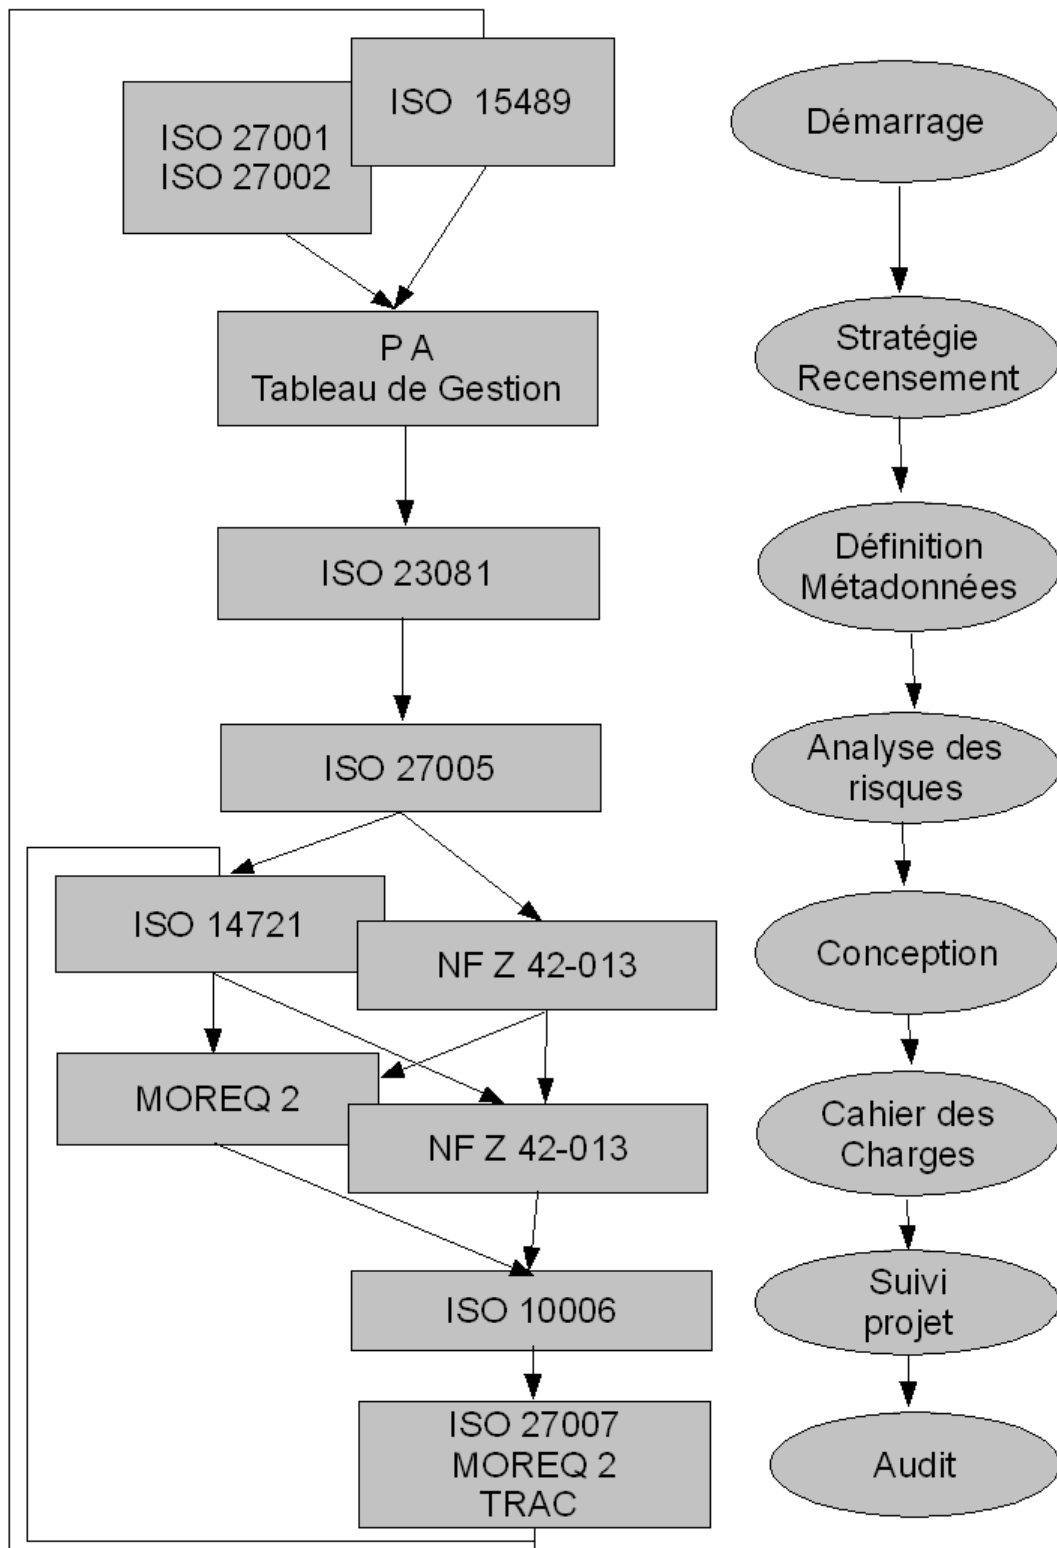 ISO 15489
ISO 27001
ISO 27002
Démarrage
P A
Tableau de Gestion
Stratégie
Recensement
ISO 23081
Définition
Métadonnées
ISO 27005
Analyse des
risques
ISO 14721
NF Z 42-013
Conception
MOREQ 2
NF Z 42-013
Cahier des
Charges
ISO 10006
Suivi
projet
ISO 27007
MOREQ 2
TRAC
Audit